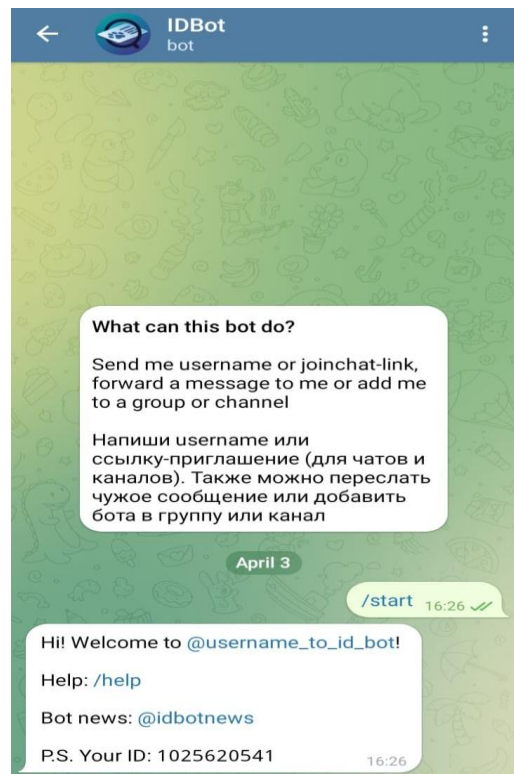 IDBot
bot
What can this bot do?
Send me username or joinchat-link,
forward a message to me or add me
to a group or channel
Напиши username или
ссылку-приглашение (для чатов и
каналов). Также можно переслать
чужое сообщение или добавить
бота в группу или канал
April 3
/start 16:26
Hi! Welcome to @username_to_id_bot!
Help: /help
Bot news: @idbotnews
P.S. Your ID: 1025620541 16:26